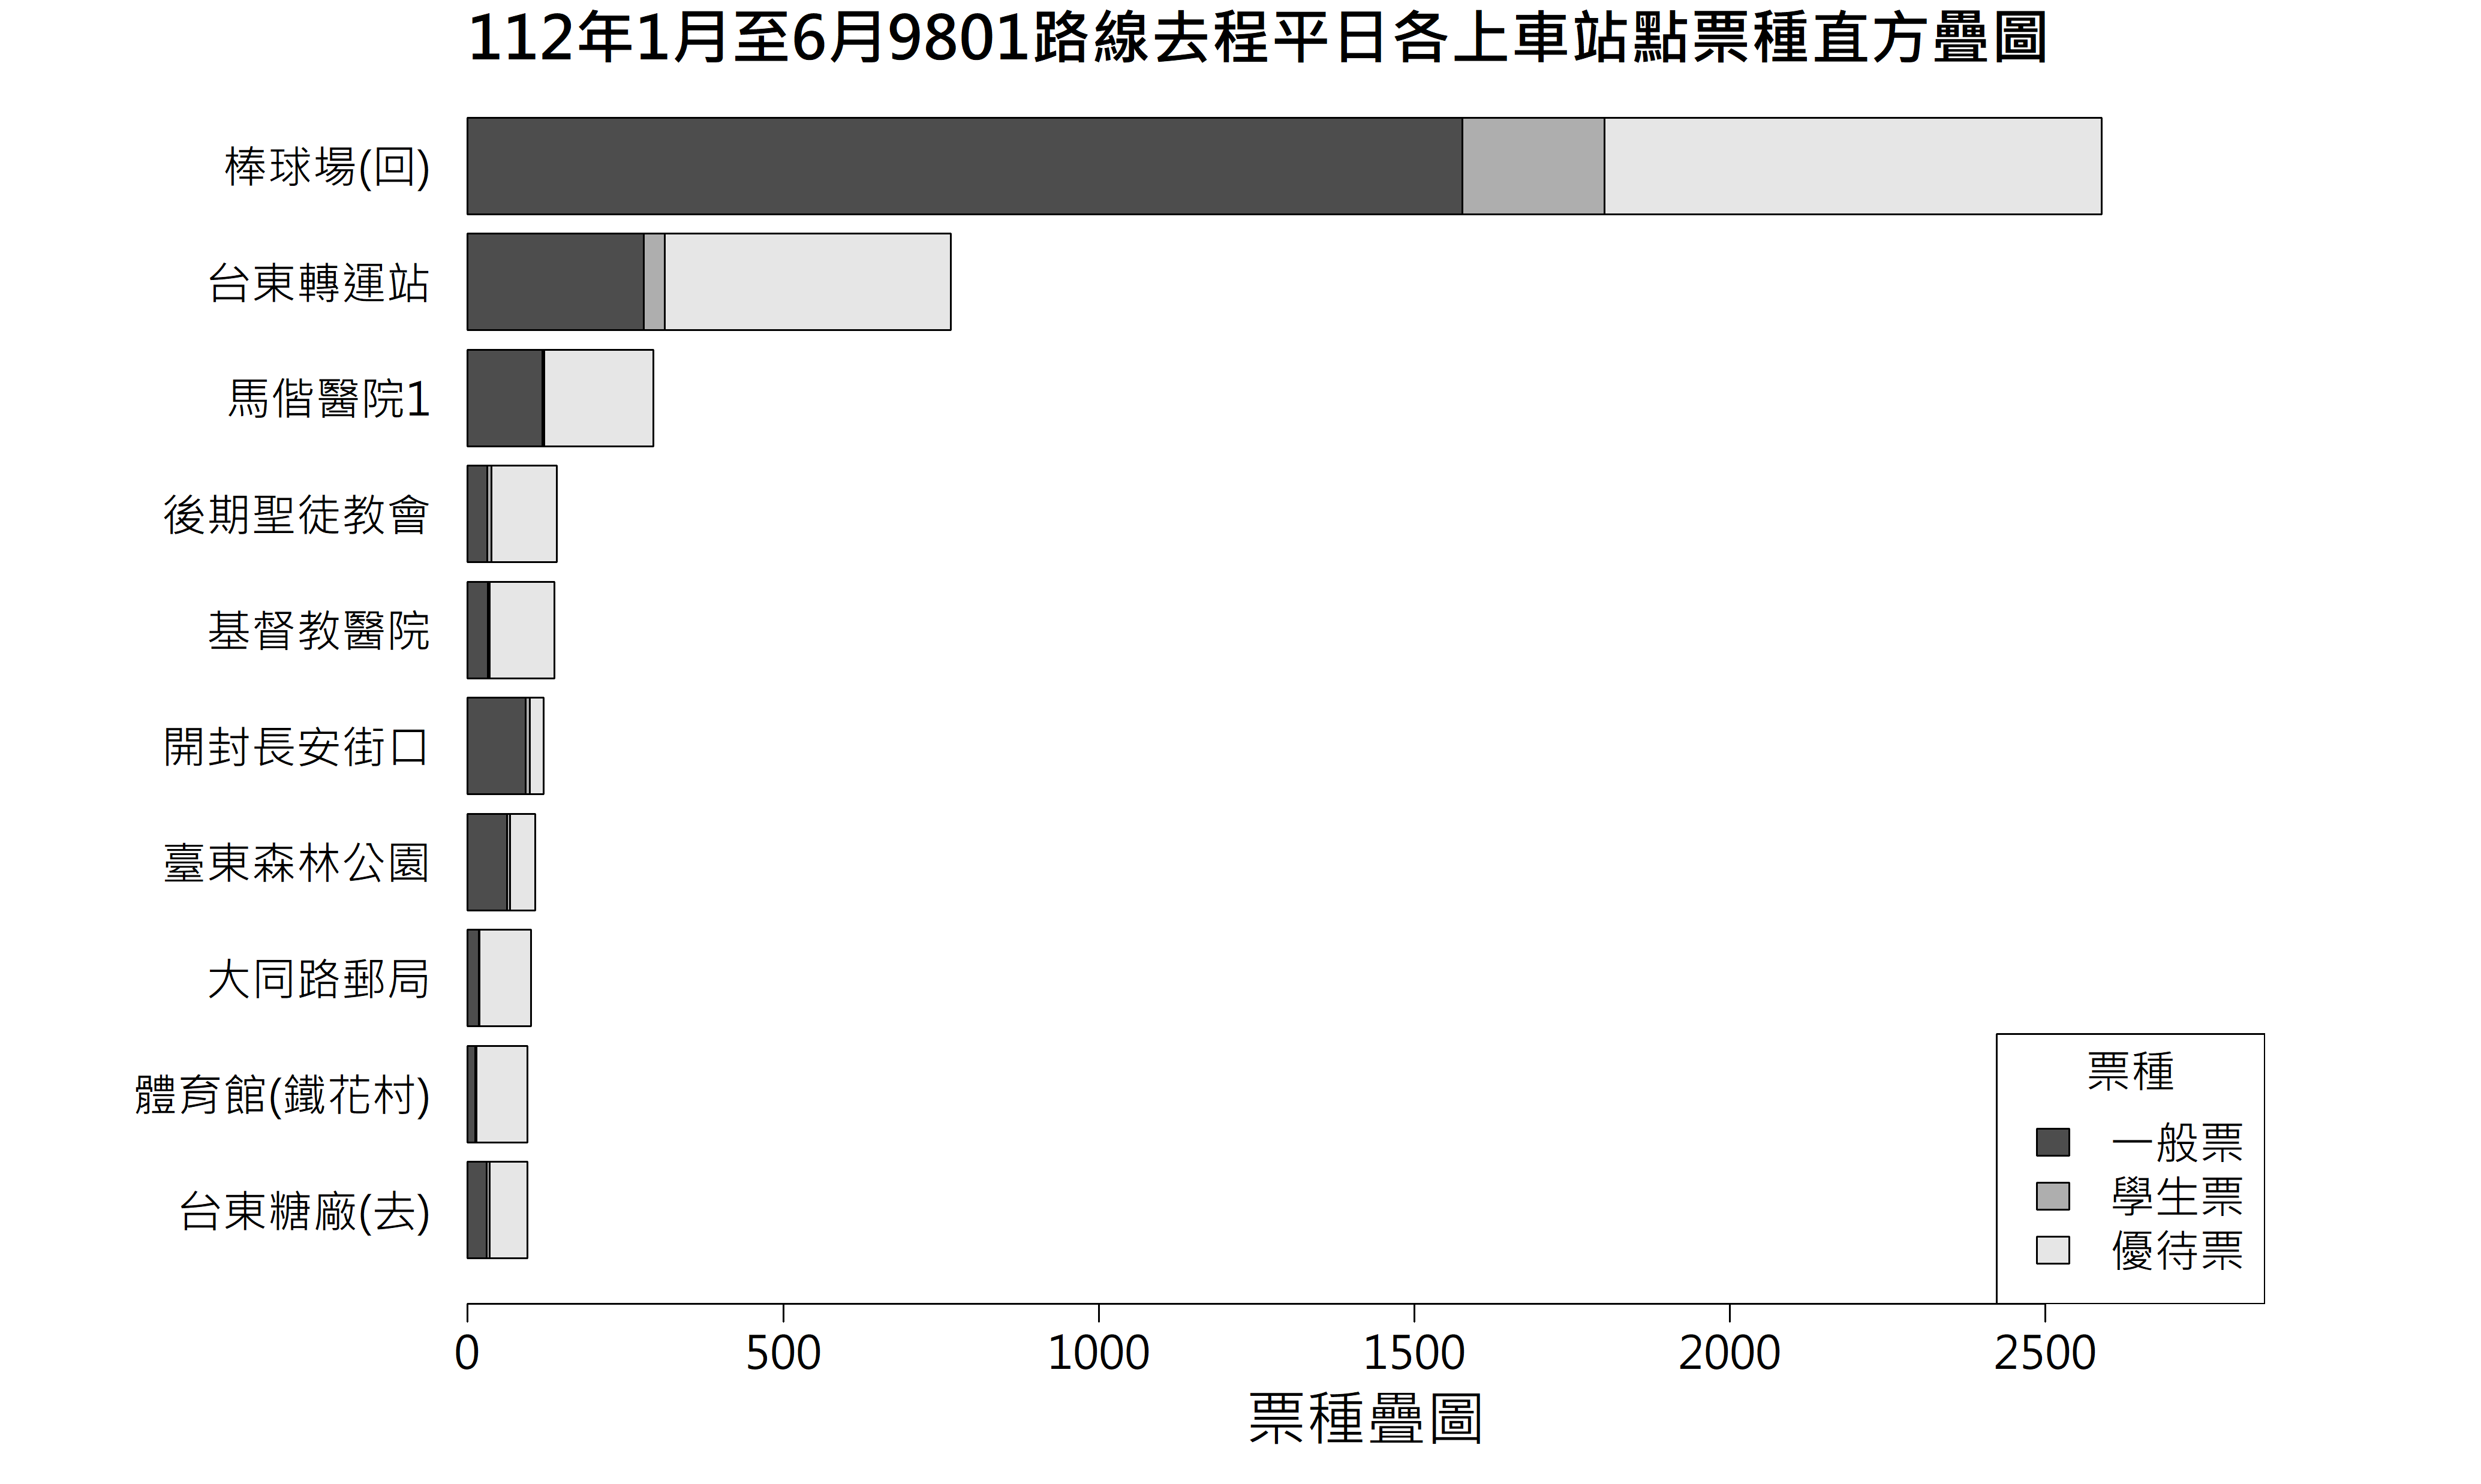 112年1月至6月9801路線去程平日各上車站點票種直方疊圖
棒球場(回)
台東轉運站
馬偕醫院1
後期聖徒教會
基督教醫院
開封長安街口
臺東森林公園
大同路郵局
體育館(鐵花村)
台東糖廠(去)
票種
一般票
學生票
優待票
0 500 1000 1500 2000 2500
票種疊圖